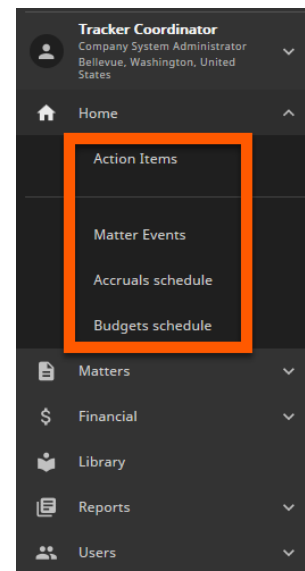 Tracker Coordinator
Company System Administrator
Bellevue, Washington, United
States
Home
Action Items
Matter Events
Accruals schedule
Budgets schedule
Matters
Financial
Library
Reports
Users